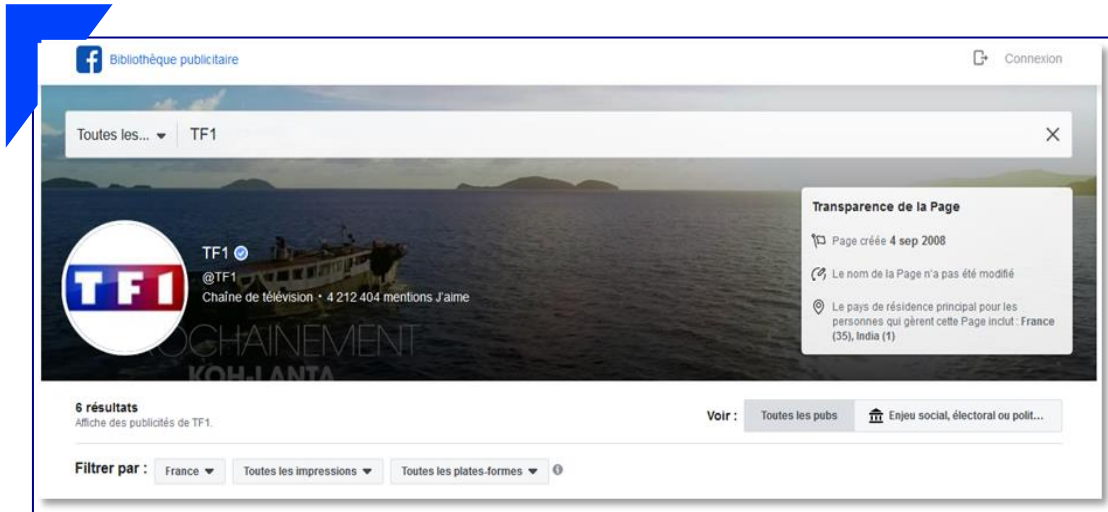 Bibliothèque publicitaire
Connexion
Toutes les...
TF1
TF1
@TF1
Chaîne de télévision • 4 212 404 mentions J'aime
TF1
PROCHAINEMENT
KOH-LANTA
Transparence de la Page
Page créée 4 sep 2008
Le nom de la Page n'a pas été modifié
Le pays de résidence principal pour les
personnes qui gèrent cette Page inclut : France
(35), India (1)
6 résultats
Affiche des publicités de TF1.
Voir :
Toutes les pubs
Enjeu social, électoral ou polit...
Filtrer par :
France
Toutes les impressions
Toutes les plates-formes